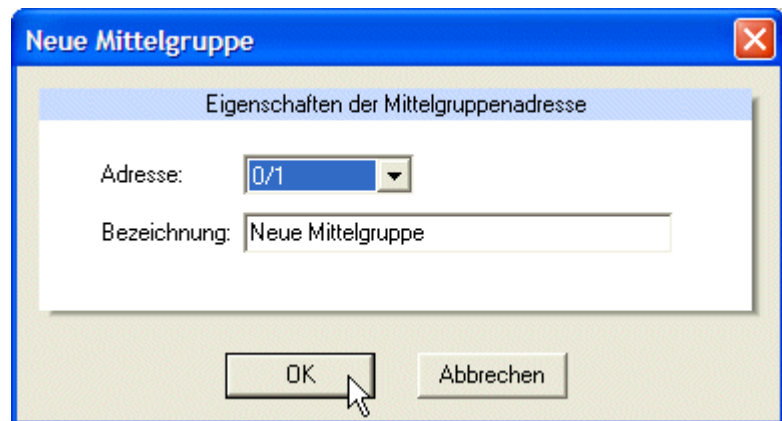 Neue Mittelgruppe
Eigenschaften der Mittelgruppenadresse
Adresse: 0/1
Bezeichnung: Neue Mittelgruppe
OK Abbrechen